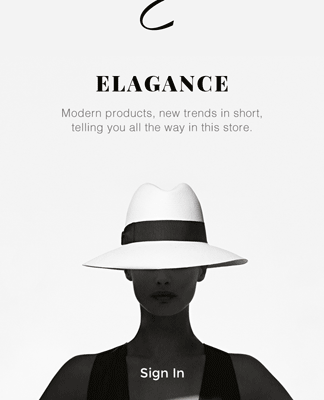 ELAGANCE
Modern products, new trends in short,
telling you all the way in this store.
Sign In